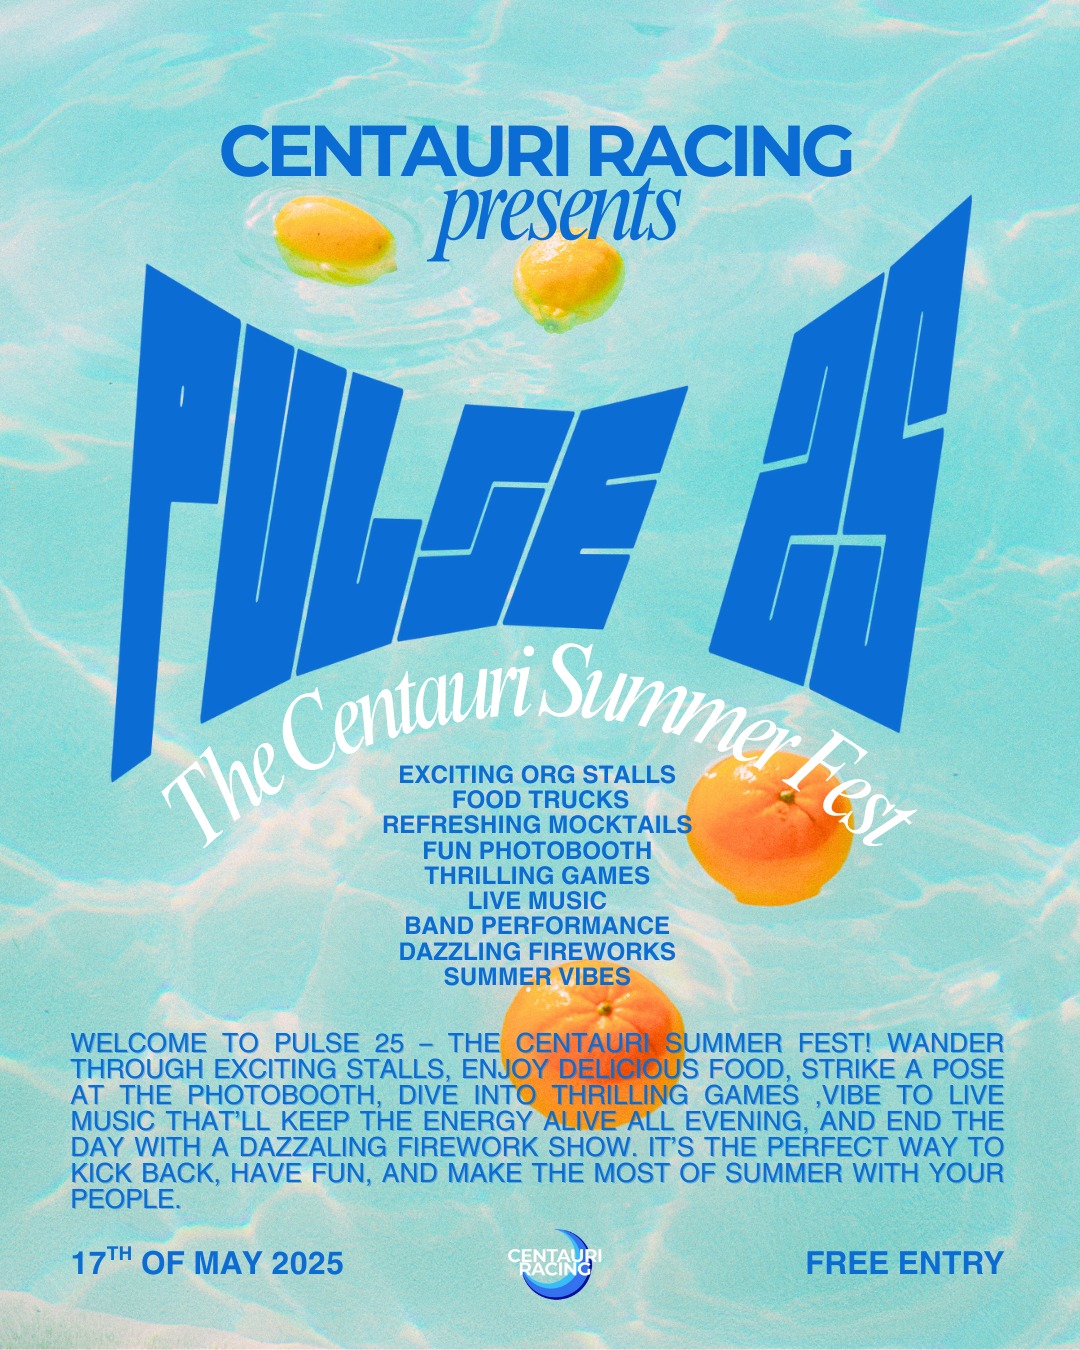 CENTAURI RACING
presents
PULSE 25
The Centauri Summer Fest
EXCITING ORG STALLS
FOOD TRUCKS
REFRESHING MOCKTAILS
FUN PHOTOBOOTH
THRILLING GAMES
LIVE MUSIC
BAND PERFORMANCE
DAZZLING FIREWORKS
SUMMER VIBES
WELCOME TO PULSE 25 – THE CENTAURI SUMMER FEST! WANDER
THROUGH EXCITING STALLS, ENJOY DELICIOUS FOOD, STRIKE A POSE
AT THE PHOTOBOOTH, DIVE INTO THRILLING GAMES ,VIBE TO LIVE
MUSIC THAT’LL KEEP THE ENERGY ALIVE ALL EVENING, AND END THE
DAY WITH A DAZZALING FIREWORK SHOW. IT’S THE PERFECT WAY TO
KICK BACK, HAVE FUN, AND MAKE THE MOST OF SUMMER WITH YOUR
PEOPLE.
17TH OF MAY 2025
CENTAURI
RACING
FREE ENTRY